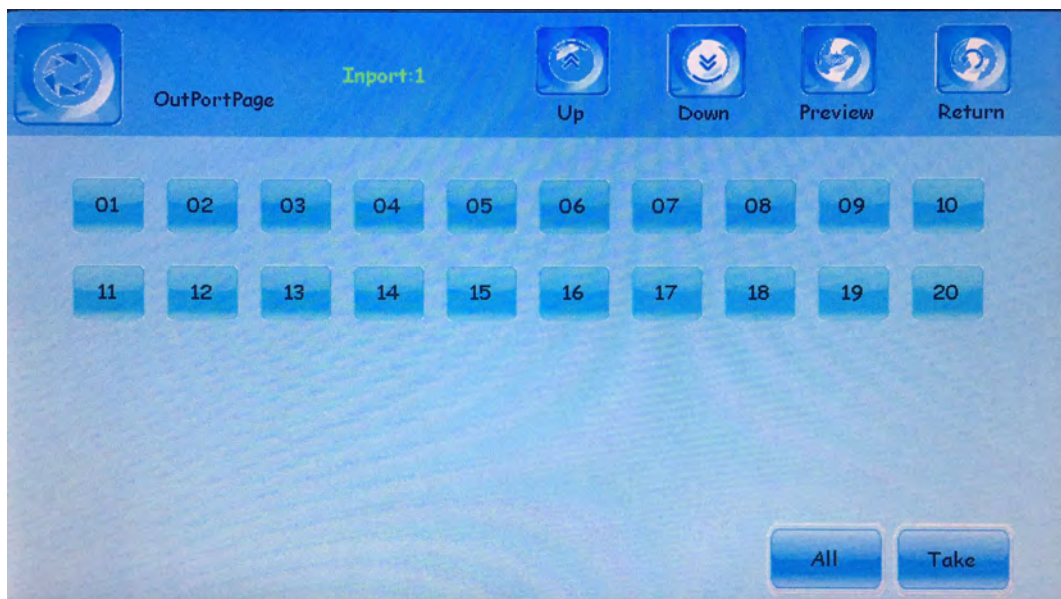 OutPortPage
Inport:1
Up
Down
Preview
Return
01 02 03 04 05 06 07 08 09 10
11 12 13 14 15 16 17 18 19 20
All
Take